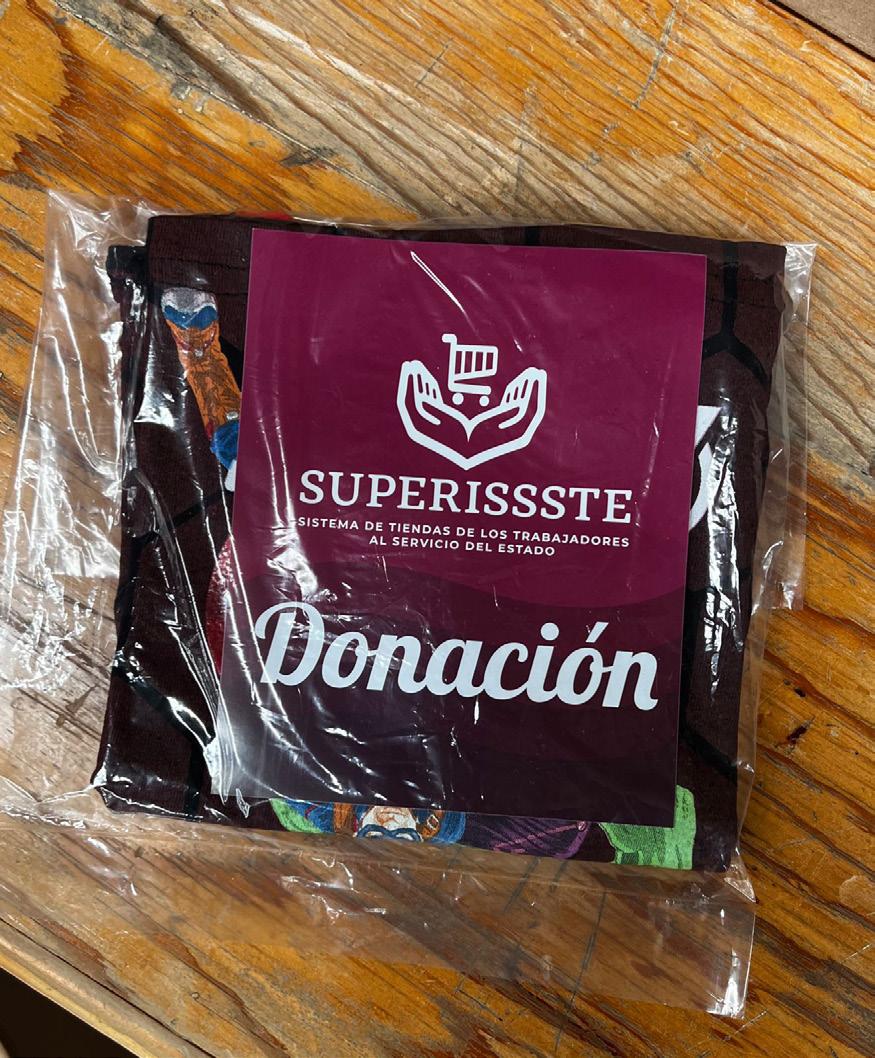 SUPERISSSTE
SISTEMA DE TIENDAS DE LOS TRABAJADORES
AL SERVICIO DEL ESTADO
Donación